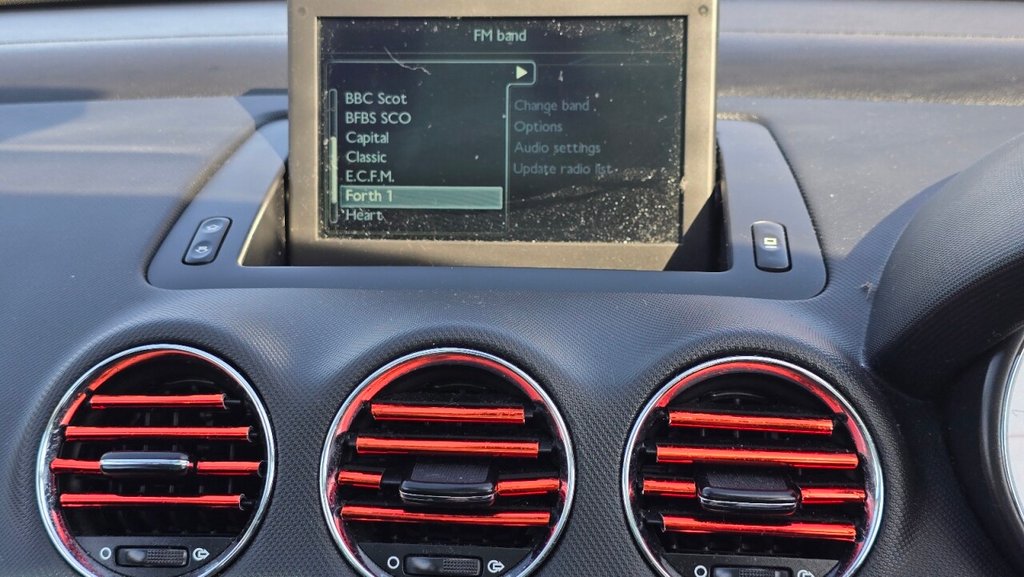 FM band
BBC Scot
BFBS SCO
Capital
Classic
E.C.F.M.
Forth 1
Heart
4
Change band
Options
Audio settings
Update radio list